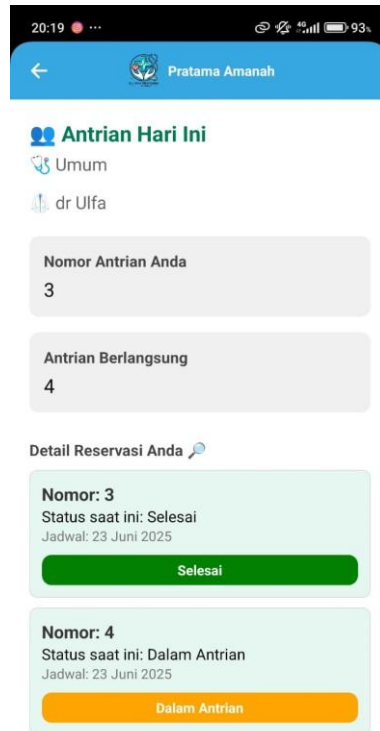 20:19
4G
93%
Pratama Amanah
Antrian Hari Ini
Umum
dr Ulfa
Nomor Antrian Anda
3
Antrian Berlangsung
4
Detail Reservasi Anda
Nomor: 3
Status saat ini: Selesai
Jadwal: 23 Juni 2025
Selesai
Nomor: 4
Status saat ini: Dalam Antrian
Jadwal: 23 Juni 2025
Dalam Antrian